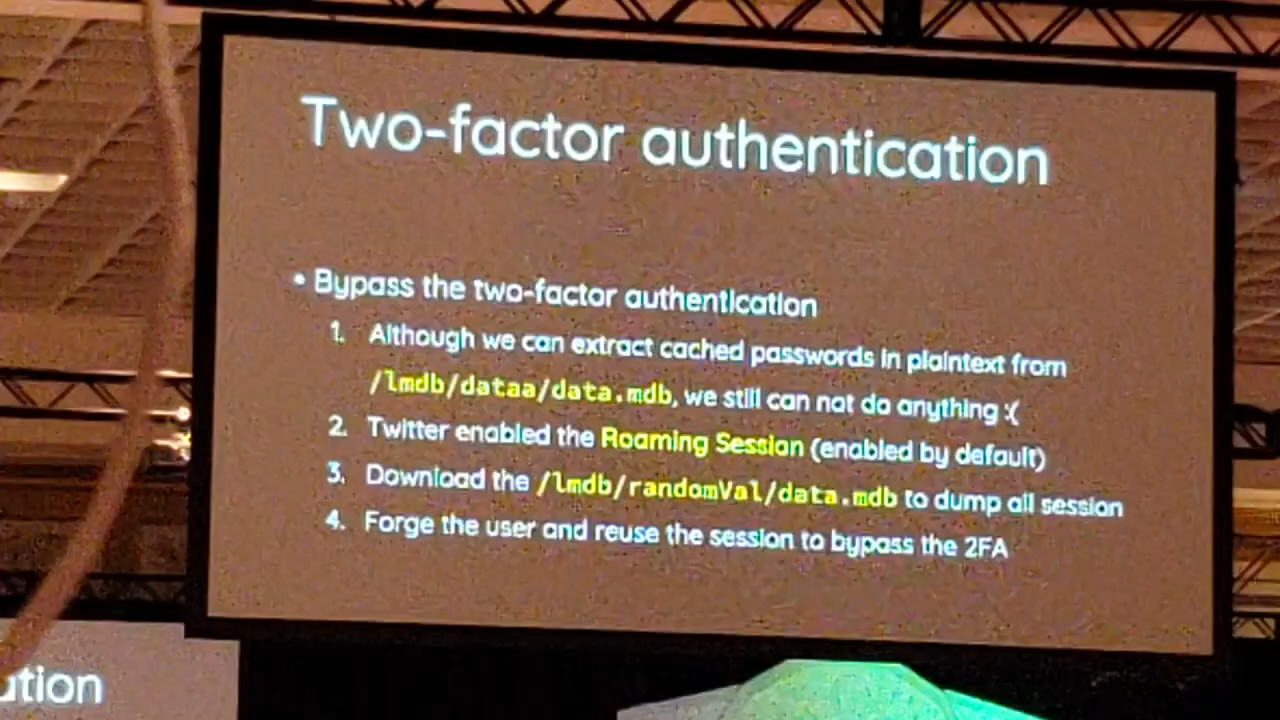 Two-factor authentication
• Bypass the two-factor authentication
1. Although we can extract cached passwords in plaintext from
/lmdb/dataa/data.mdb, we still can not do anything :(
2. Twitter enabled the Roaming Session (enabled by default)
3. Download the /lmdb/randomVal/data.mdb to dump all session
4. Forge the user and reuse the session to bypass the 2FA
ation